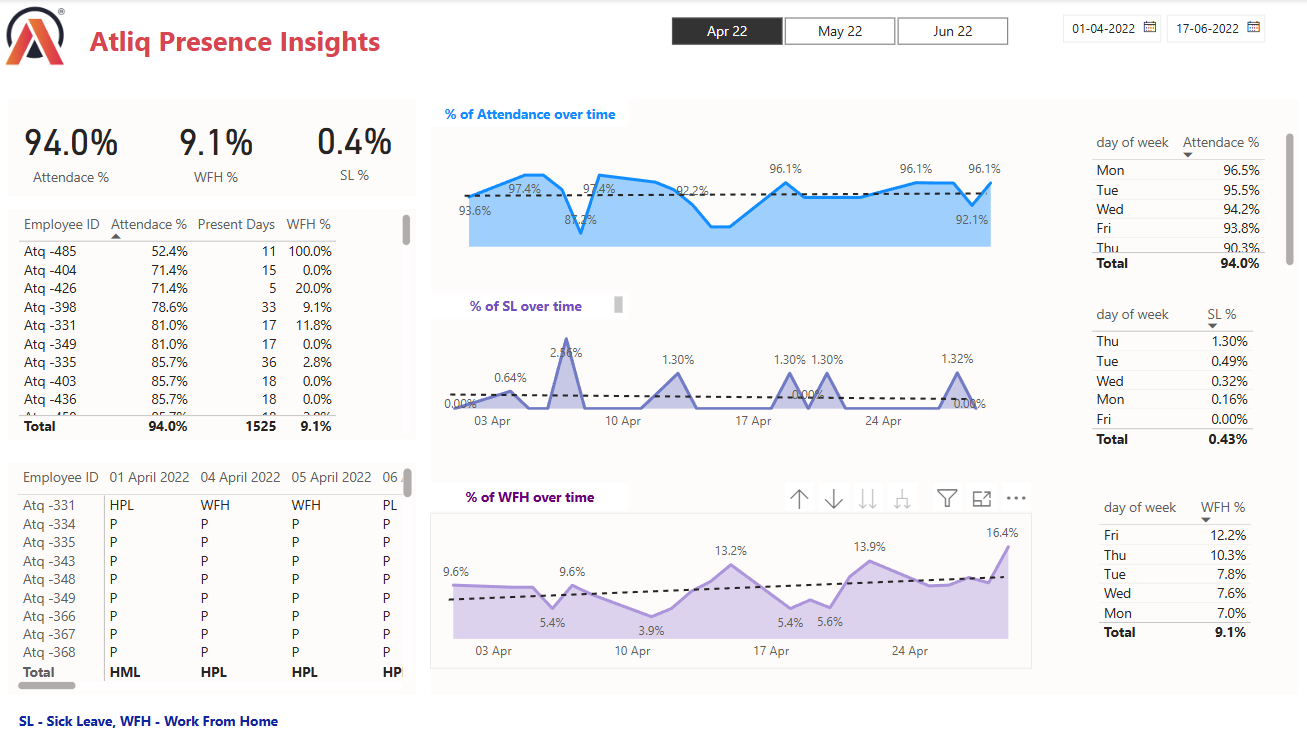 Atliq Presence Insights
Apr 22 May 22 Jun 22
01-04-2022 17-06-2022
94.0% 9.1% 0.4%
Attendace % WFH % SL %
Employee ID Attendace % Present Days WFH %
Atq -485 52.4% 11 100.0%
Atq -404 71.4% 15 0.0%
Atq -426 71.4% 5 20.0%
Atq -398 78.6% 33 9.1%
Atq -331 81.0% 17 11.8%
Atq -349 81.0% 17 0.0%
Atq -335 85.7% 36 2.8%
Atq -403 85.7% 18 0.0%
Atq -436 85.7% 18 0.0%
Total 94.0% 1525 9.1%
Employee ID 01 April 2022 04 April 2022 05 April 2022 06
Atq -331 HPL WFH WFH PL
Atq -334 P P P P
Atq -335 P P P P
Atq -343 P P P P
Atq -348 P P P P
Atq -349 P P P P
Atq -366 P P P P
Atq -367 P P P P
Atq -368 P P P P
Total HML HPL HPL HP
SL - Sick Leave, WFH - Work From Home
% of Attendance over time
96.1% 96.1% 96.1%
97.4% 97.4% 92.2%
93.6% 87.2% 92.1%
% of SL over time
2.56%
1.30% 1.30% 1.30% 1.32%
0.64%
0.00% 0.00% 0.00%
03 Apr 10 Apr 17 Apr 24 Apr
% of WFH over time
16.4%
13.2% 13.9%
9.6% 9.6%
5.4% 3.9% 5.4% 5.6%
03 Apr 10 Apr 17 Apr 24 Apr
day of week Attendace %
Mon 96.5%
Tue 95.5%
Wed 94.2%
Fri 93.8%
Thu 90.3%
Total 94.0%
day of week SL %
Thu 1.30%
Tue 0.49%
Wed 0.32%
Mon 0.16%
Fri 0.00%
Total 0.43%
day of week WFH %
Fri 12.2%
Thu 10.3%
Tue 7.8%
Wed 7.6%
Mon 7.0%
Total 9.1%